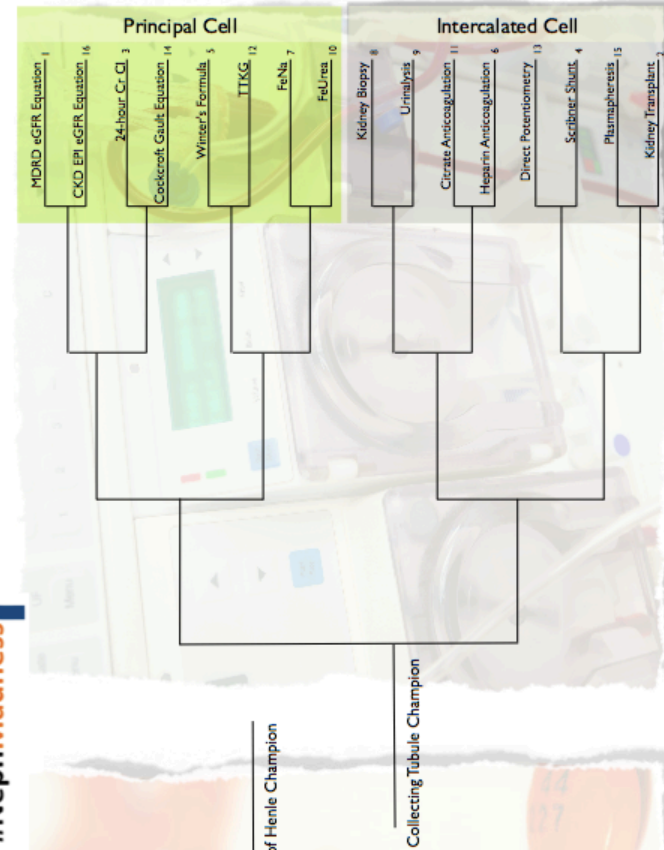 Principal Cell
Intercalated Cell
MDRD eGFR Equation 1
CKD EPI eGFR Equation 16
24-hour Cr Cl 3
Cockcroft Gault Equation 14
Winter's Formula 5
TTKG 12
FeNa 7
FeUrea 10
Kidney Biopsy 8
Urinalysis 9
Citrate Anticoagulation 11
Heparin Anticoagulation 6
Direct Potentiometry 13
Scribner Shunt 4
Plasmapheresis 15
Kidney Transplant 2
of Henle Champion
Collecting Tubule Champion